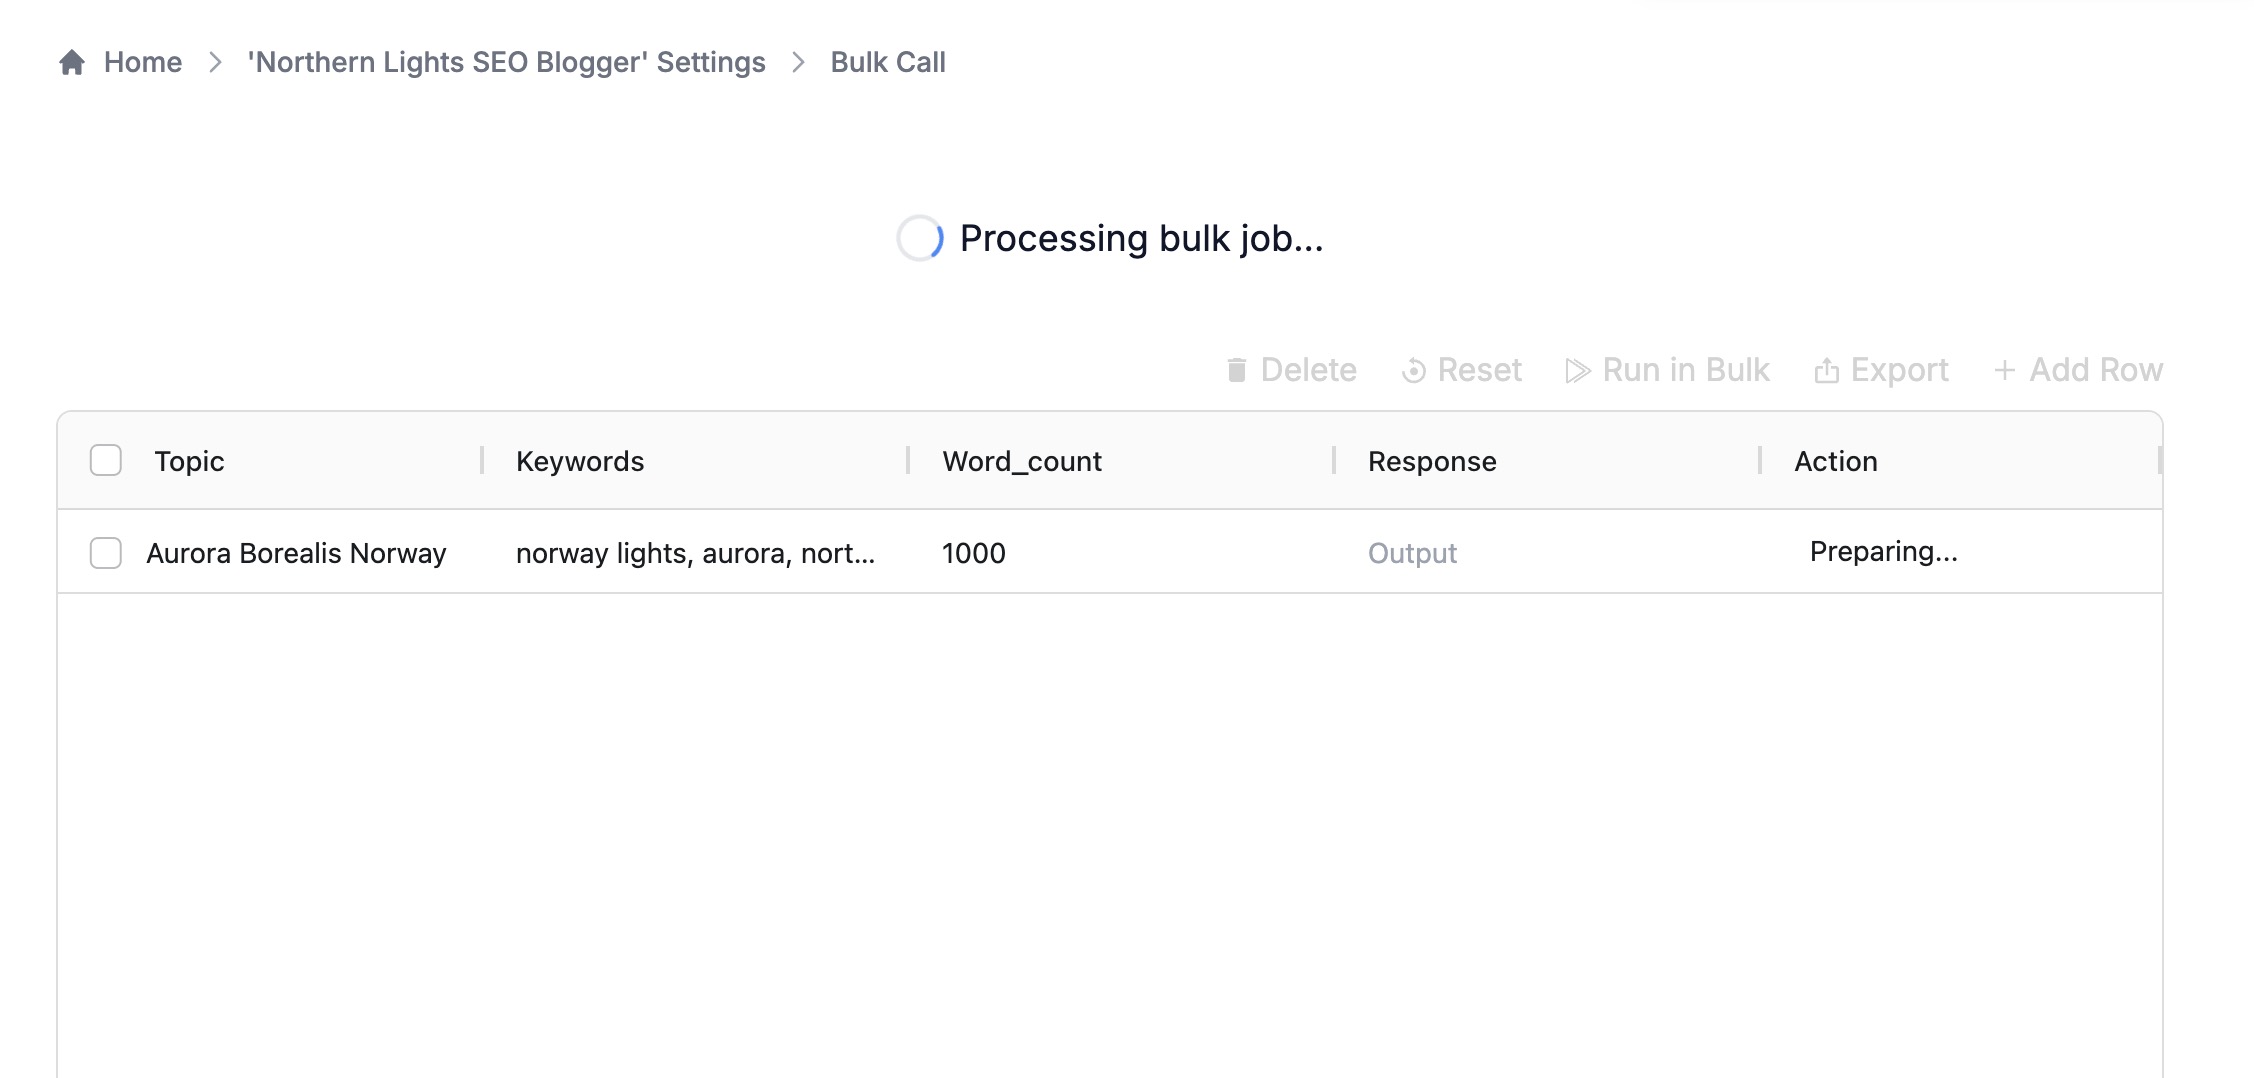 Home > 'Northern Lights SEO Blogger' Settings > Bulk Call
Processing bulk job...
Delete Reset Run in Bulk Export + Add Row
Topic Keywords Word_count Response Action
Aurora Borealis Norway norway lights, aurora, nort... 1000 Output Preparing...